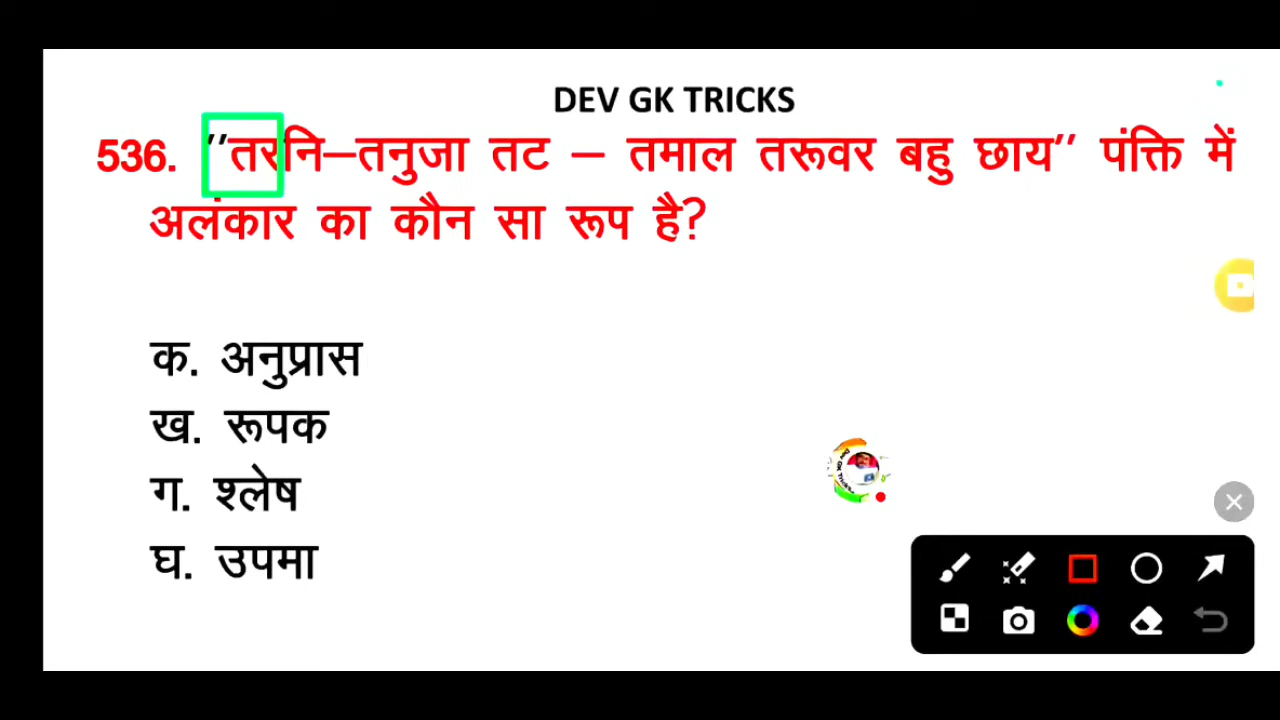 DEV GK TRICKS
536. "तरनि–तनुजा तट – तमाल तरूवर बहु छाय" पंक्ति में
अलंकार का कौन सा रूप है?
क. अनुप्रास
ख. रूपक
ग. श्लेष
घ. उपमा